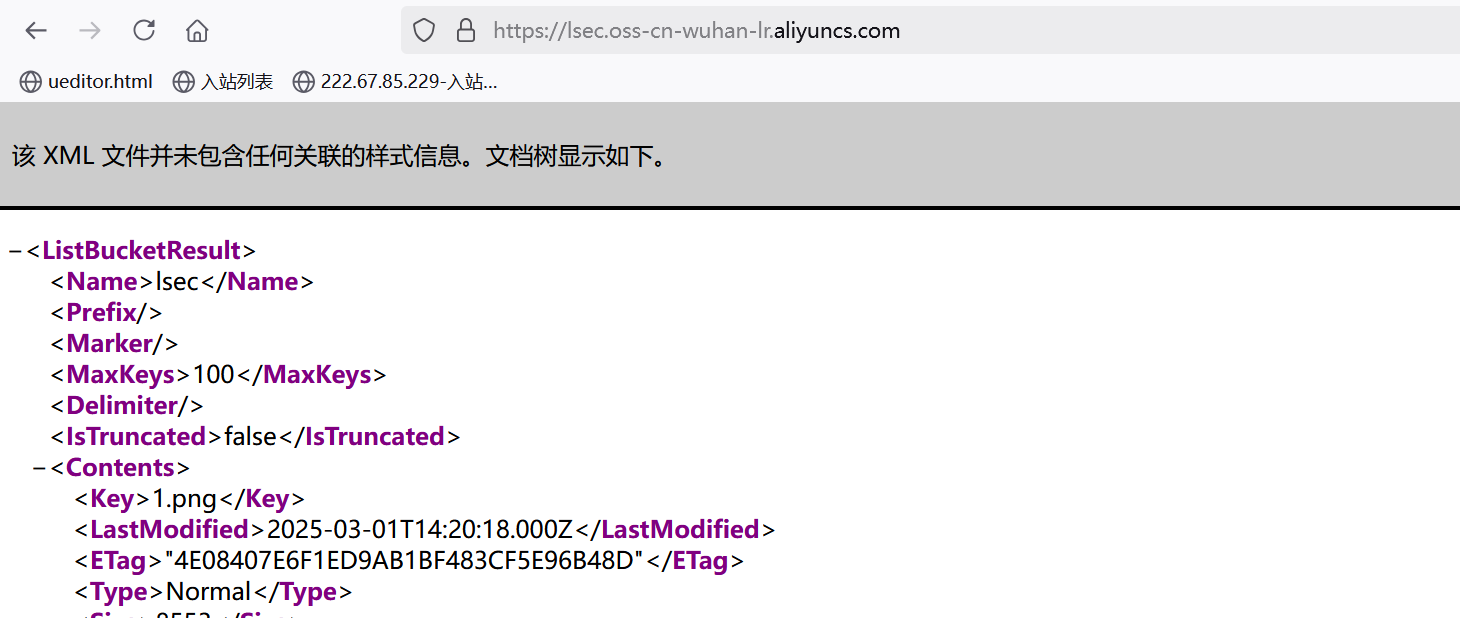 https://lsec.oss-cn-wuhan-lr.aliyuncs.com
ueditor.html 入站列表 222.67.85.229-入站...
该 XML 文件并未包含任何关联的样式信息。文档树显示如下。
–<ListBucketResult>
<Name>lsec</Name>
<Prefix/>
<Marker/>
<MaxKeys>100</MaxKeys>
<Delimiter/>
<IsTruncated>false</IsTruncated>
–<Contents>
<Key>1.png</Key>
<LastModified>2025-03-01T14:20:18.000Z</LastModified>
<ETag>"4E08407E6F1ED9AB1BF483CF5E96B48D"</ETag>
<Type>Normal</Type>